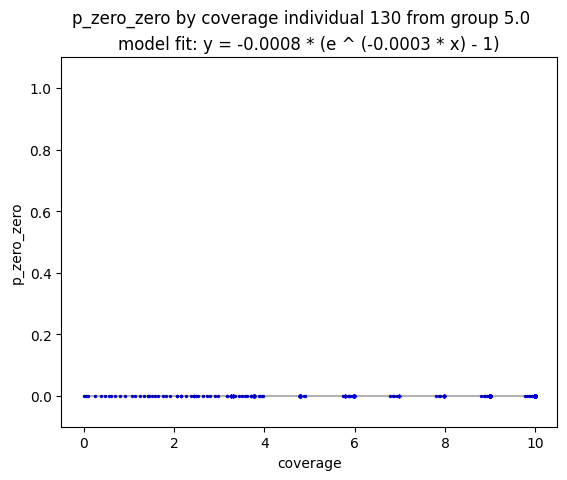 p_zero_zero by coverage individual 130 from group 5.0
model fit: y = -0.0008 * (e ^ (-0.0003 * x) - 1)
1.0
0.8
0.6
0.4
0.2
0.0
p_zero_zero
0 2 4 6 8 10
coverage